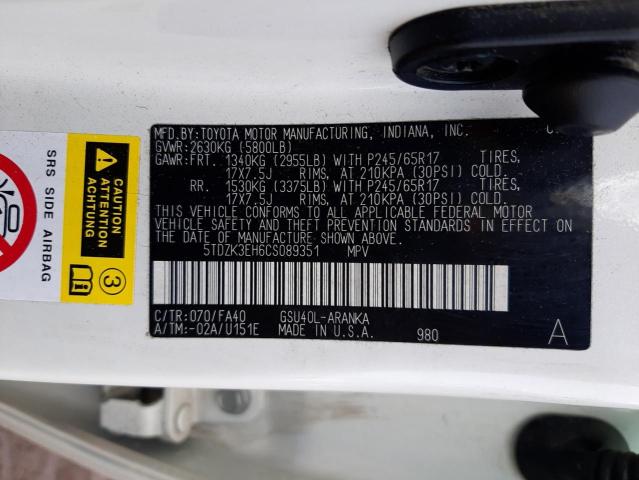 MFD.BY:TOYOTA MOTOR MANUFACTURING, INDIANA, INC.
GVWR:2630KG (5800LB)
GAWR:FRT. 1340KG (2955LB) WITH P245/65R17 TIRES,
17X7.5J RIMS, AT 210KPA (30PSI) COLD.
RR. 1530KG (3375LB) WITH P245/65R17 TIRES,
17X7.5J RIMS, AT 210KPA (30PSI) COLD.
THIS VEHICLE CONFORMS TO ALL APPLICABLE FEDERAL MOTOR
VEHICLE SAFETY AND THEFT PREVENTION STANDARDS IN EFFECT ON
THE DATE OF MANUFACTURE SHOWN ABOVE.
5TDZK3EH6CS089351 MPV
C/TR:070/FA40 GSU40L-ARANKA
A/TM:-02A/U151E MADE IN U.S.A. 980 A
SRS SIDE AIRBAG
CAUTION
ATTENTION
ACHTUNG
3